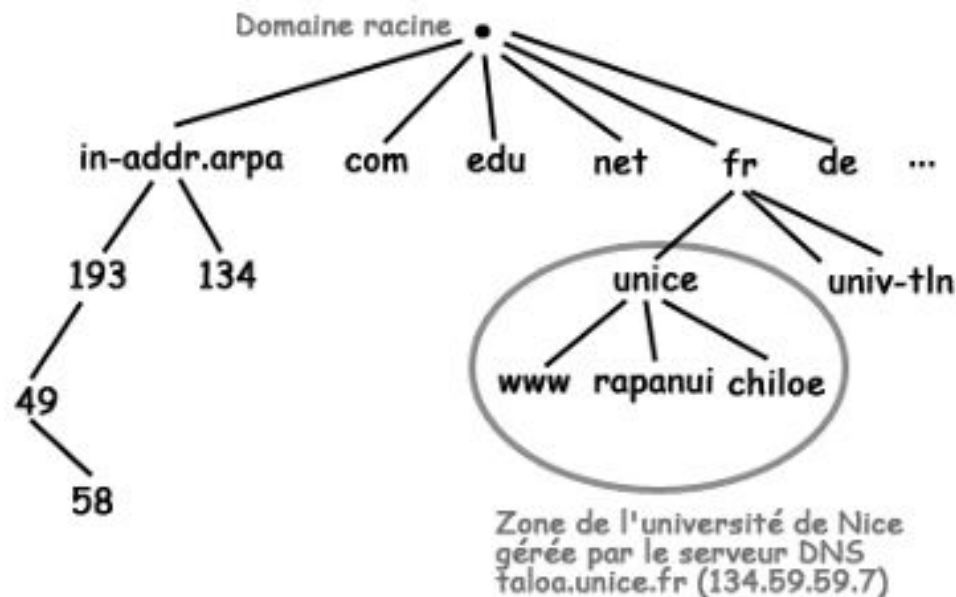 Domaine racine
in-addr.arpa com edu net fr de ...
193 134 unice univ-tln
49 www rapanui chiloe
58
Zone de l'université de Nice
gérée par le serveur DNS
taloa.unice.fr (134.59.59.7)